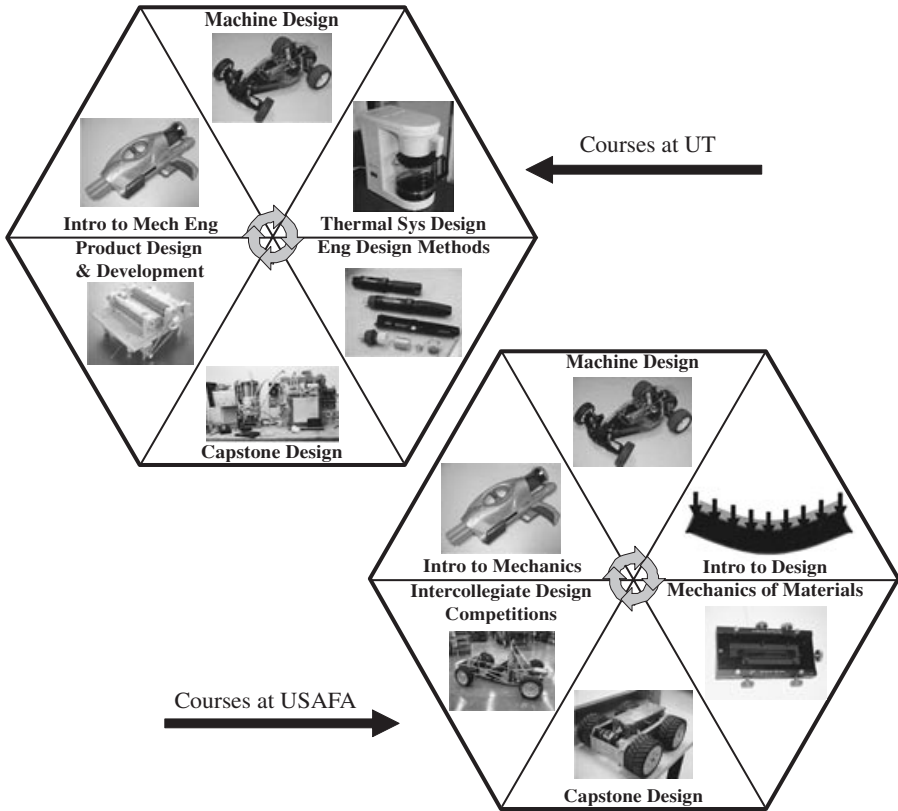 Machine Design
Intro to Mech Eng
Thermal Sys Design
Product Design
& Development
Eng Design Methods
Capstone Design
Courses at UT
Machine Design
Intro to Mechanics
Intro to Design
Intercollegiate Design
Competitions
Mechanics of Materials
Capstone Design
Courses at USAFA